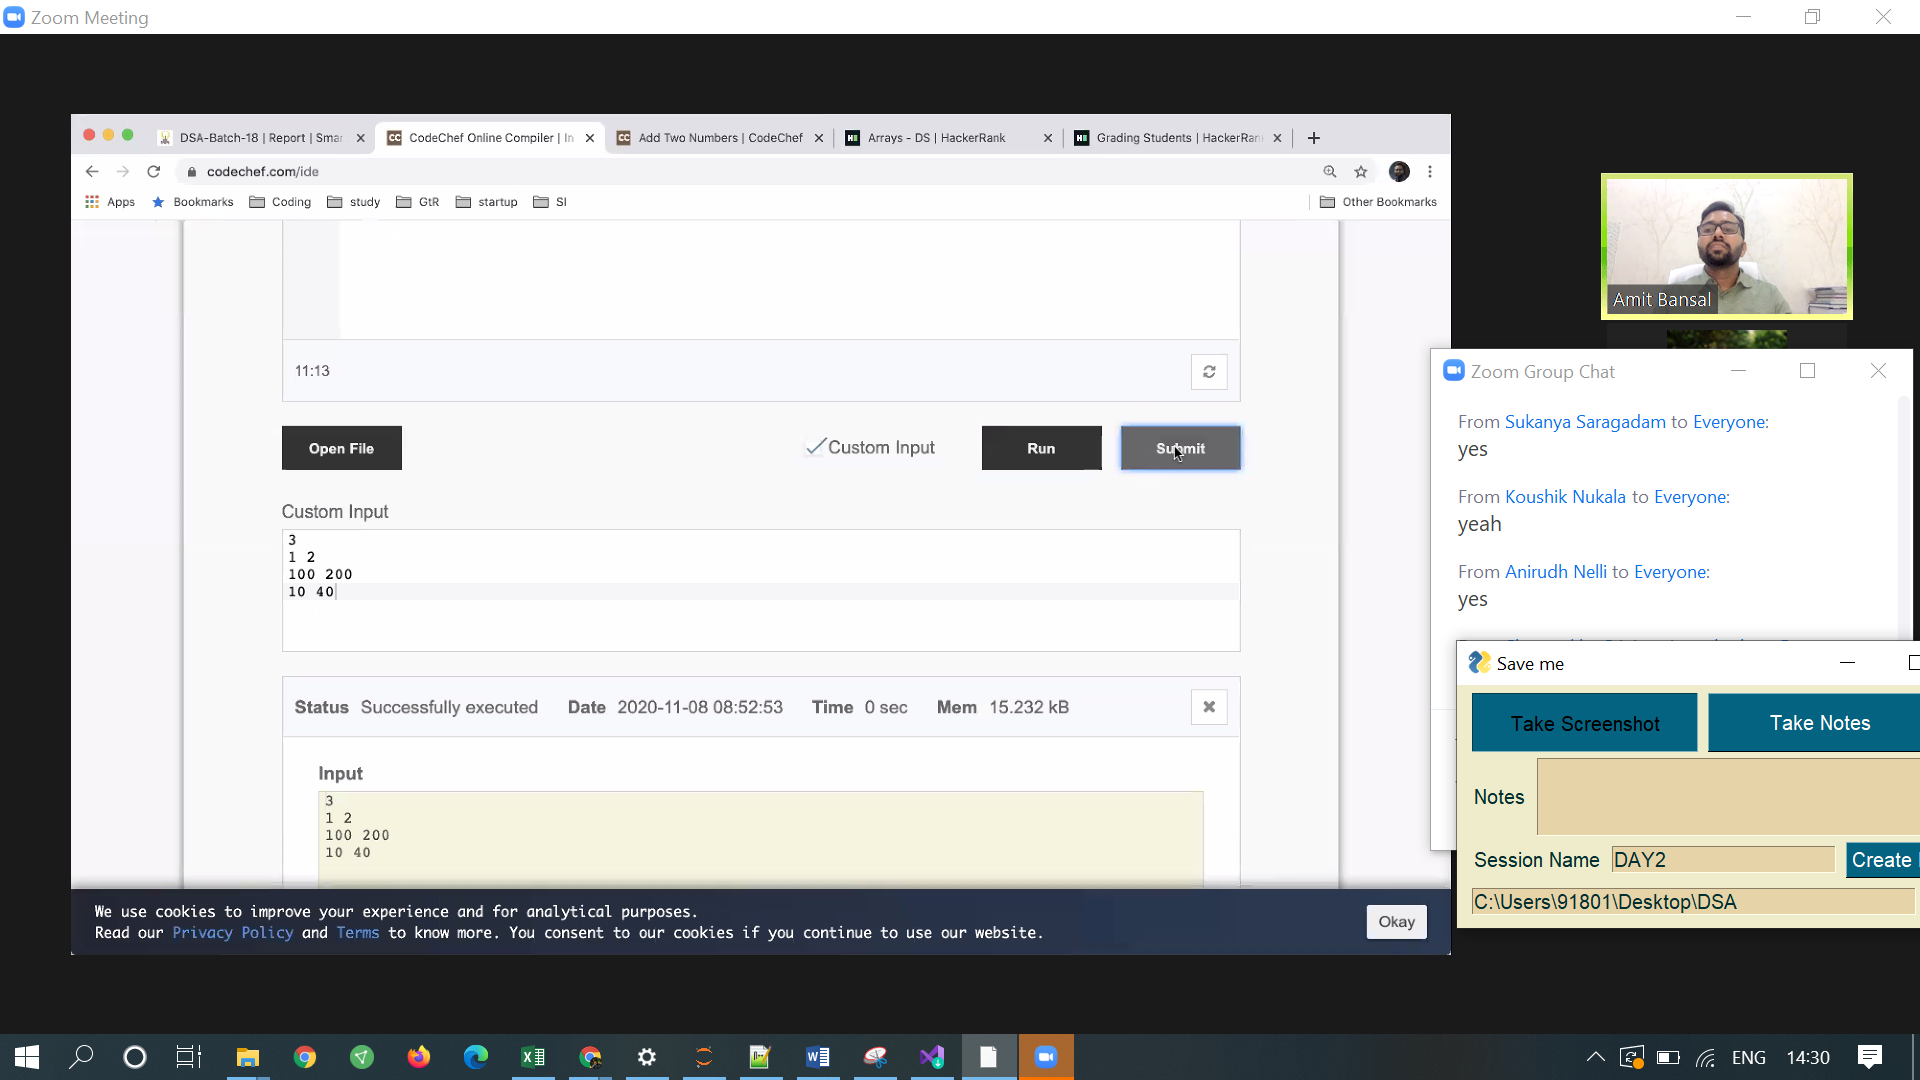 Zoom Meeting
DSA-Batch-18 | Report | Smar
CodeChef Online Compiler | In
Add Two Numbers | CodeChef
Arrays - DS | HackerRank
Grading Students | HackerRank
codechef.com/ide
Apps
Bookmarks
Coding
study
GtR
startup
SI
Other Bookmarks
Amit Bansal
11:13
Open File
Custom Input
Run
Submit
Custom Input
3
1 2
100 200
10 40
Status Successfully executed Date 2020-11-08 08:52:53 Time 0 sec Mem 15.232 kB
Input
3
1 2
100 200
10 40
We use cookies to improve your experience and for analytical purposes.
Read our Privacy Policy and Terms to know more. You consent to our cookies if you continue to use our website.
Okay
Zoom Group Chat
From Sukanya Saragadam to Everyone:
yes
From Koushik Nukala to Everyone:
yeah
From Anirudh Nelli to Everyone:
yes
Save me
Take Screenshot
Take Notes
Notes
Session Name
DAY2
Create
C:\Users\91801\Desktop\DSA
ENG
14:30